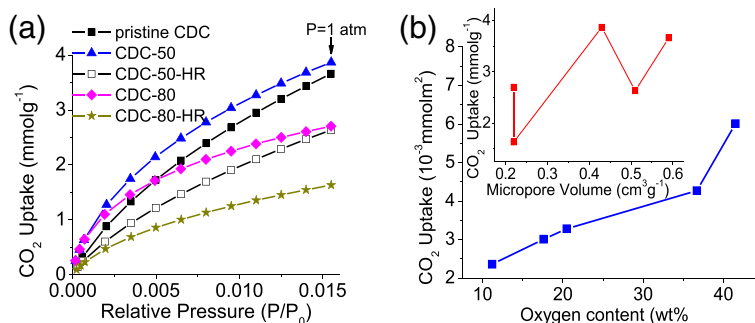 (a)
pristine CDC
CDC-50
CDC-50-HR
CDC-80
CDC-80-HR
P=1 atm
CO2 Uptake (mmolg-1)
4
3
2
1
0
0.000 0.005 0.010 0.015
Relative Pressure (P/P0)
(b)
CO2 Uptake (10-3mmolm2)
8
7
6
5
4
3
2
10 20 30 40
Oxygen content (wt%
CO2 Uptake (mmolg-1)
4
3
2
0.2 0.3 0.4 0.5 0.6
Micropore Volume (cm3g-1)